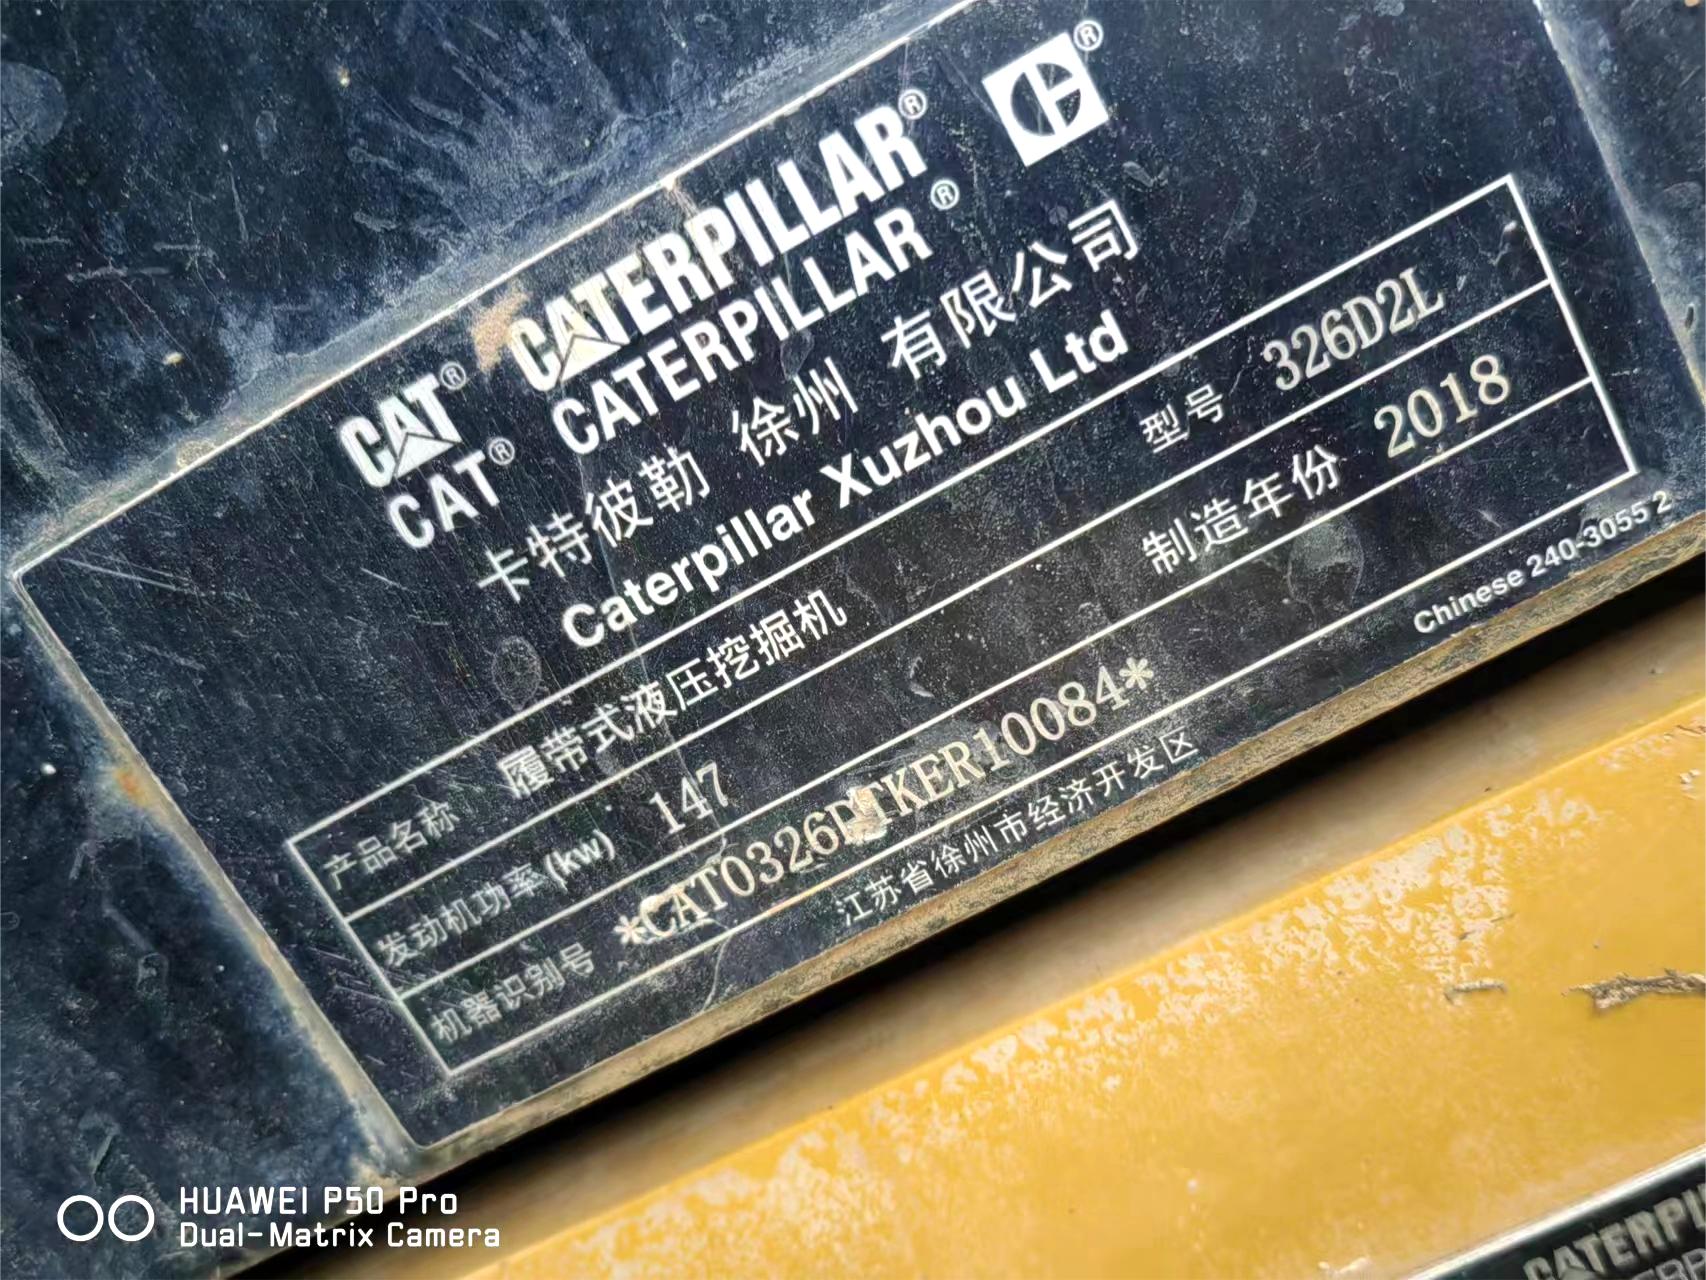 CAT® CATERPILLAR®
CAT® CATERPILLAR®
卡特彼勒 徐州 有限公司
Caterpillar Xuzhou Ltd
产品名称 履带式液压挖掘机 型号 326D2L
发动机功率(kw) 147 制造年份 2018
机器识别号 *CAT0326DTKER10084*
江苏省徐州市经济开发区
Chinese 240-3055 2
HUAWEI P50 Pro
Dual-Matrix Camera